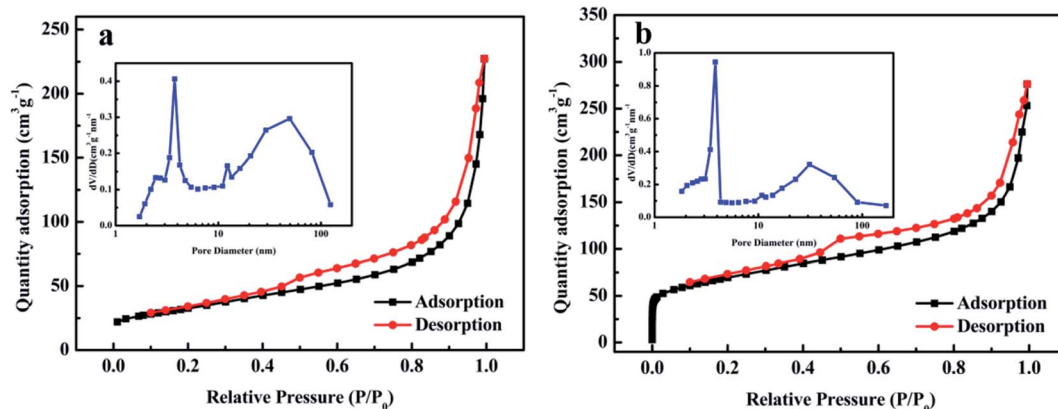 a
250
200
150
100
50
0
Quantity adsorption (cm³ g⁻¹)
0.0 0.2 0.4 0.6 0.8 1.0
Relative Pressure (P/P₀)
Adsorption
Desorption
0.4
0.3
0.2
0.1
0.0
dV/dD(cm³g⁻¹nm⁻¹
1 10 100
Pore Diameter (nm)
b
350
300
250
200
150
100
50
0
Quantity adsorption (cm³ g⁻¹)
0.0 0.2 0.4 0.6 0.8 1.0
Relative Pressure (P/P₀)
Adsorption
Desorption
1.0
0.8
0.6
0.4
0.2
0.0
dV/dD(cm³g⁻¹nm⁻¹
1 10 100
Pore Diameter (nm)